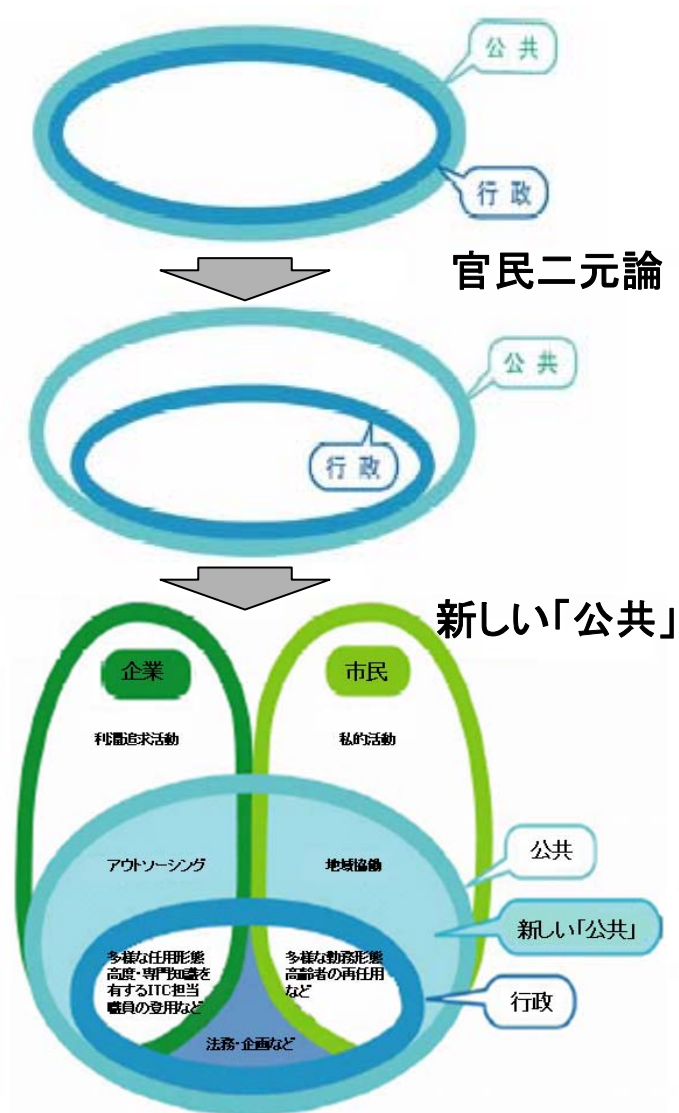 公共
行政
官民二元論
公共
行政
新しい「公共」
企業
市民
利潤追求活動
私的活動
アウトソーシング
地域協働
公共
新しい「公共」
多様な任用形態
高度・専門知識を
有するITC担当
職員の登用など
多様な勤務形態
高齢者の再任用
など
行政
法務・企画など